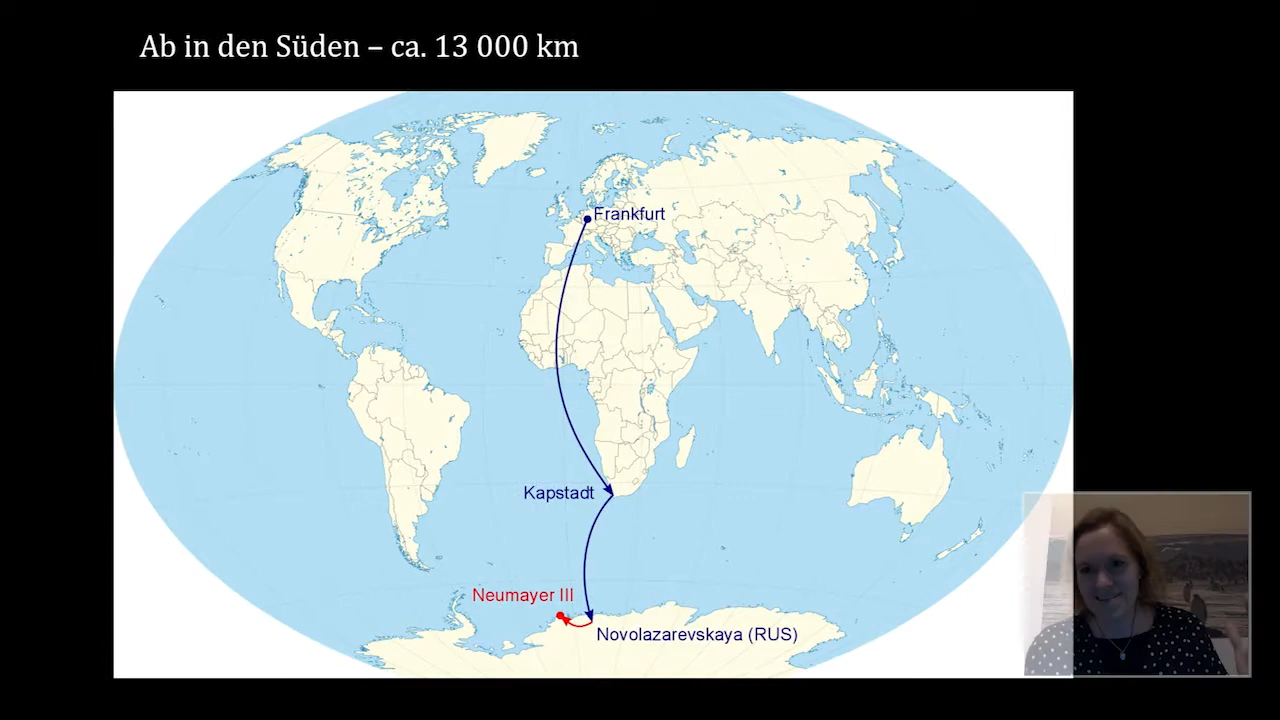 Ab in den Süden – ca. 13 000 km
Frankfurt
Kapstadt
Neumayer III
Novolazarevskaya (RUS)